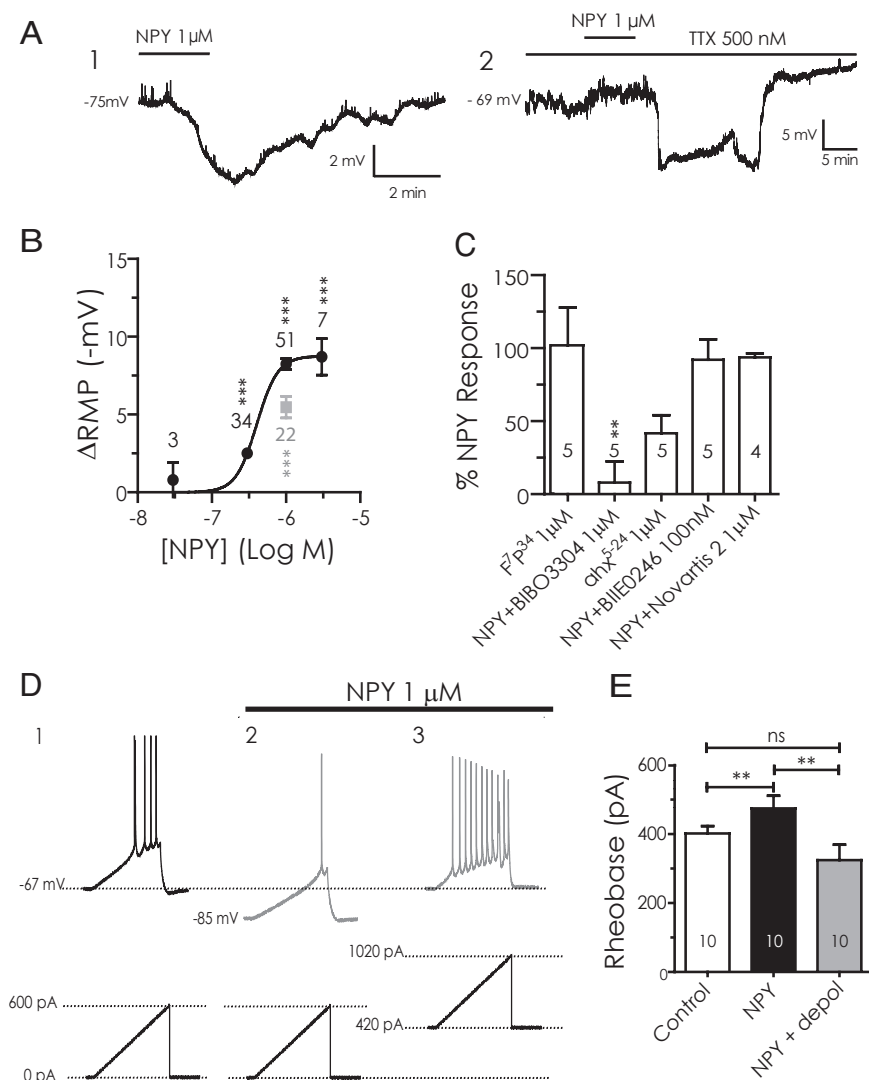 A
NPY 1 µM
1
-75mV
2 mV
2 min
NPY 1 µM
TTX 500 nM
2
- 69 mV
5 mV
5 min
B
15
10
5
0
ΔRMP (-mV)
3
***
34
***
51
***
7
22
***
-8
-7
-6
-5
[NPY] (Log M)
C
150
100
50
0
% NPY Response
5
**
5
5
5
4
F7P34 1µM
NPY+BIBO3304 1µM
ahx5-24 1µM
NPY+BIIE0246 100nM
NPY+Novartis 2 1µM
D
NPY 1 µM
1
2
3
-67 mV
-85 mV
1020 pA
600 pA
420 pA
0 pA
E
ns
**
**
600
400
200
0
Rheobase (pA)
10
10
10
Control
NPY
NPY + depol